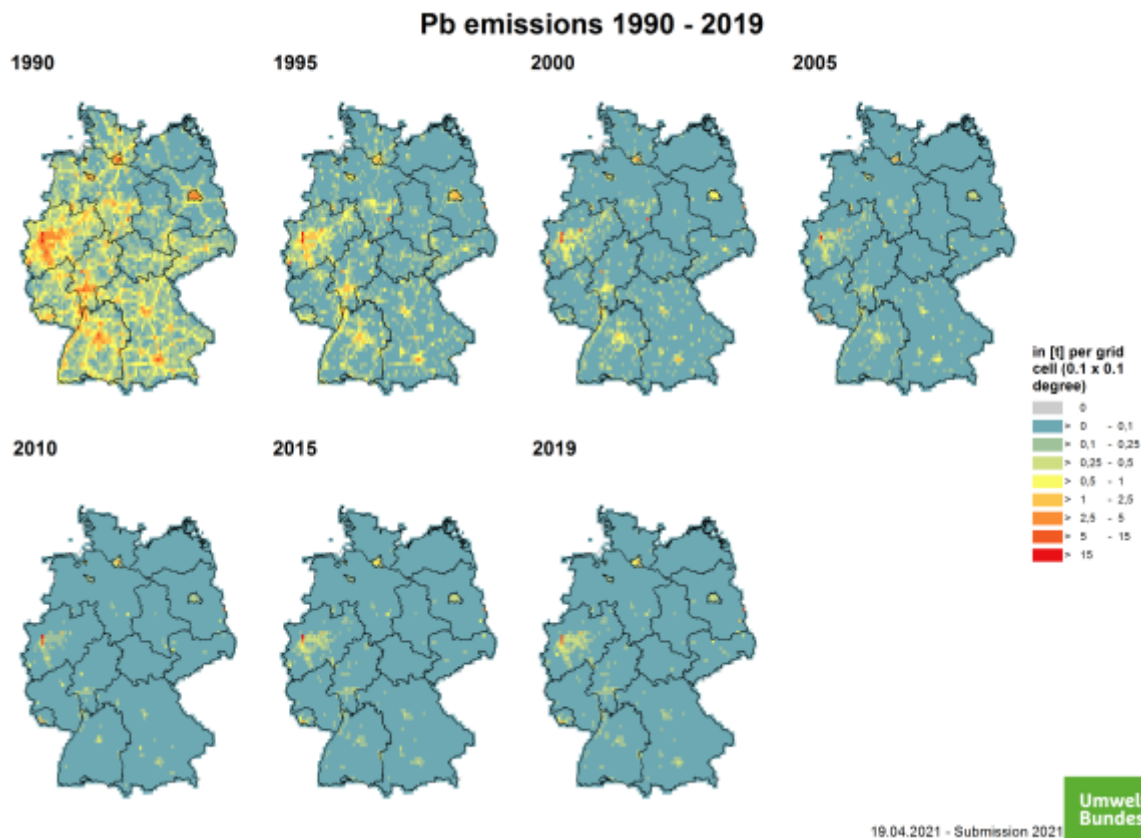 Pb emissions 1990 - 2019
1990
1995
2000
2005
in [t] per grid
cell (0.1 x 0.1
degree)
0
> 0 - 0,1
> 0,1 - 0,25
> 0,25 - 0,5
> 0,5 - 1
> 1 - 2,5
> 2,5 - 5
> 5 - 15
> 15
2010
2015
2019
Umwel
Bundes
19.04.2021 - Submission 2021